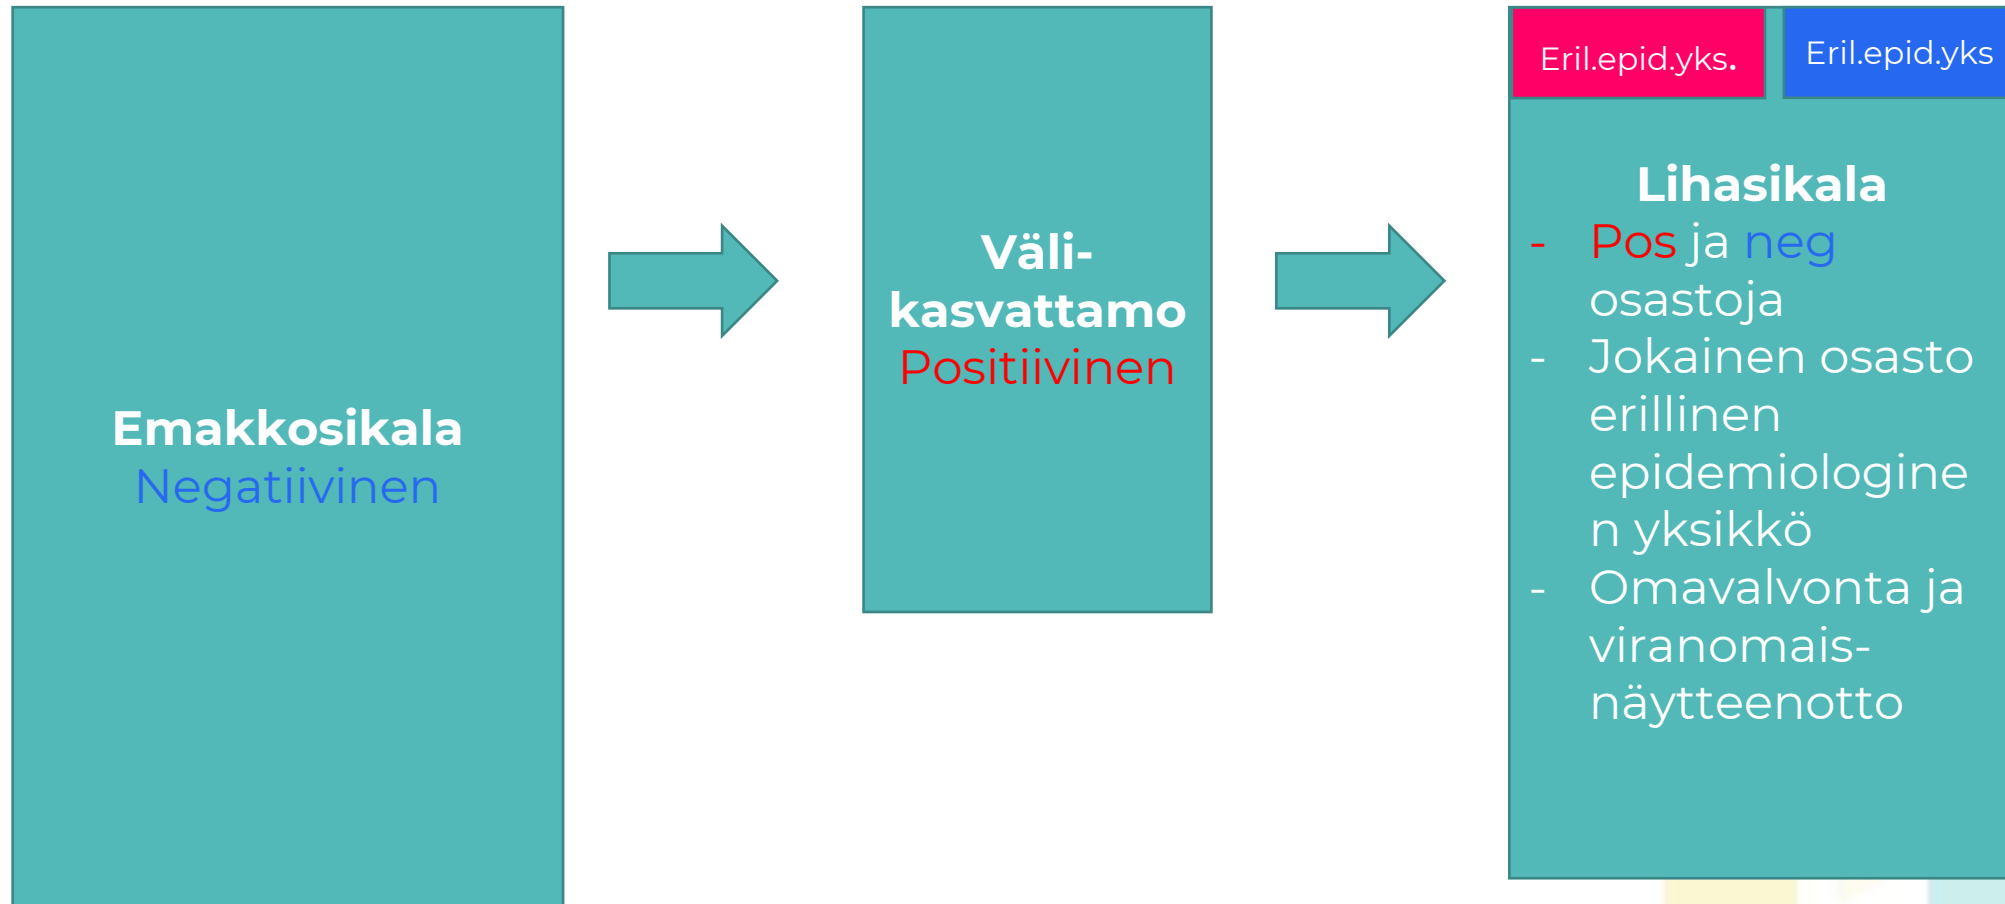 Emakkosikala
Negatiivinen
Väli-
kasvattamo
Positiivinen
Eril.epid.yks.
Eril.epid.yks
Lihasikala
- Pos ja neg
osastoja
- Jokainen osasto
erillinen
epidemiologine
n yksikkö
- Omavalvonta ja
viranomais-
näytteenotto